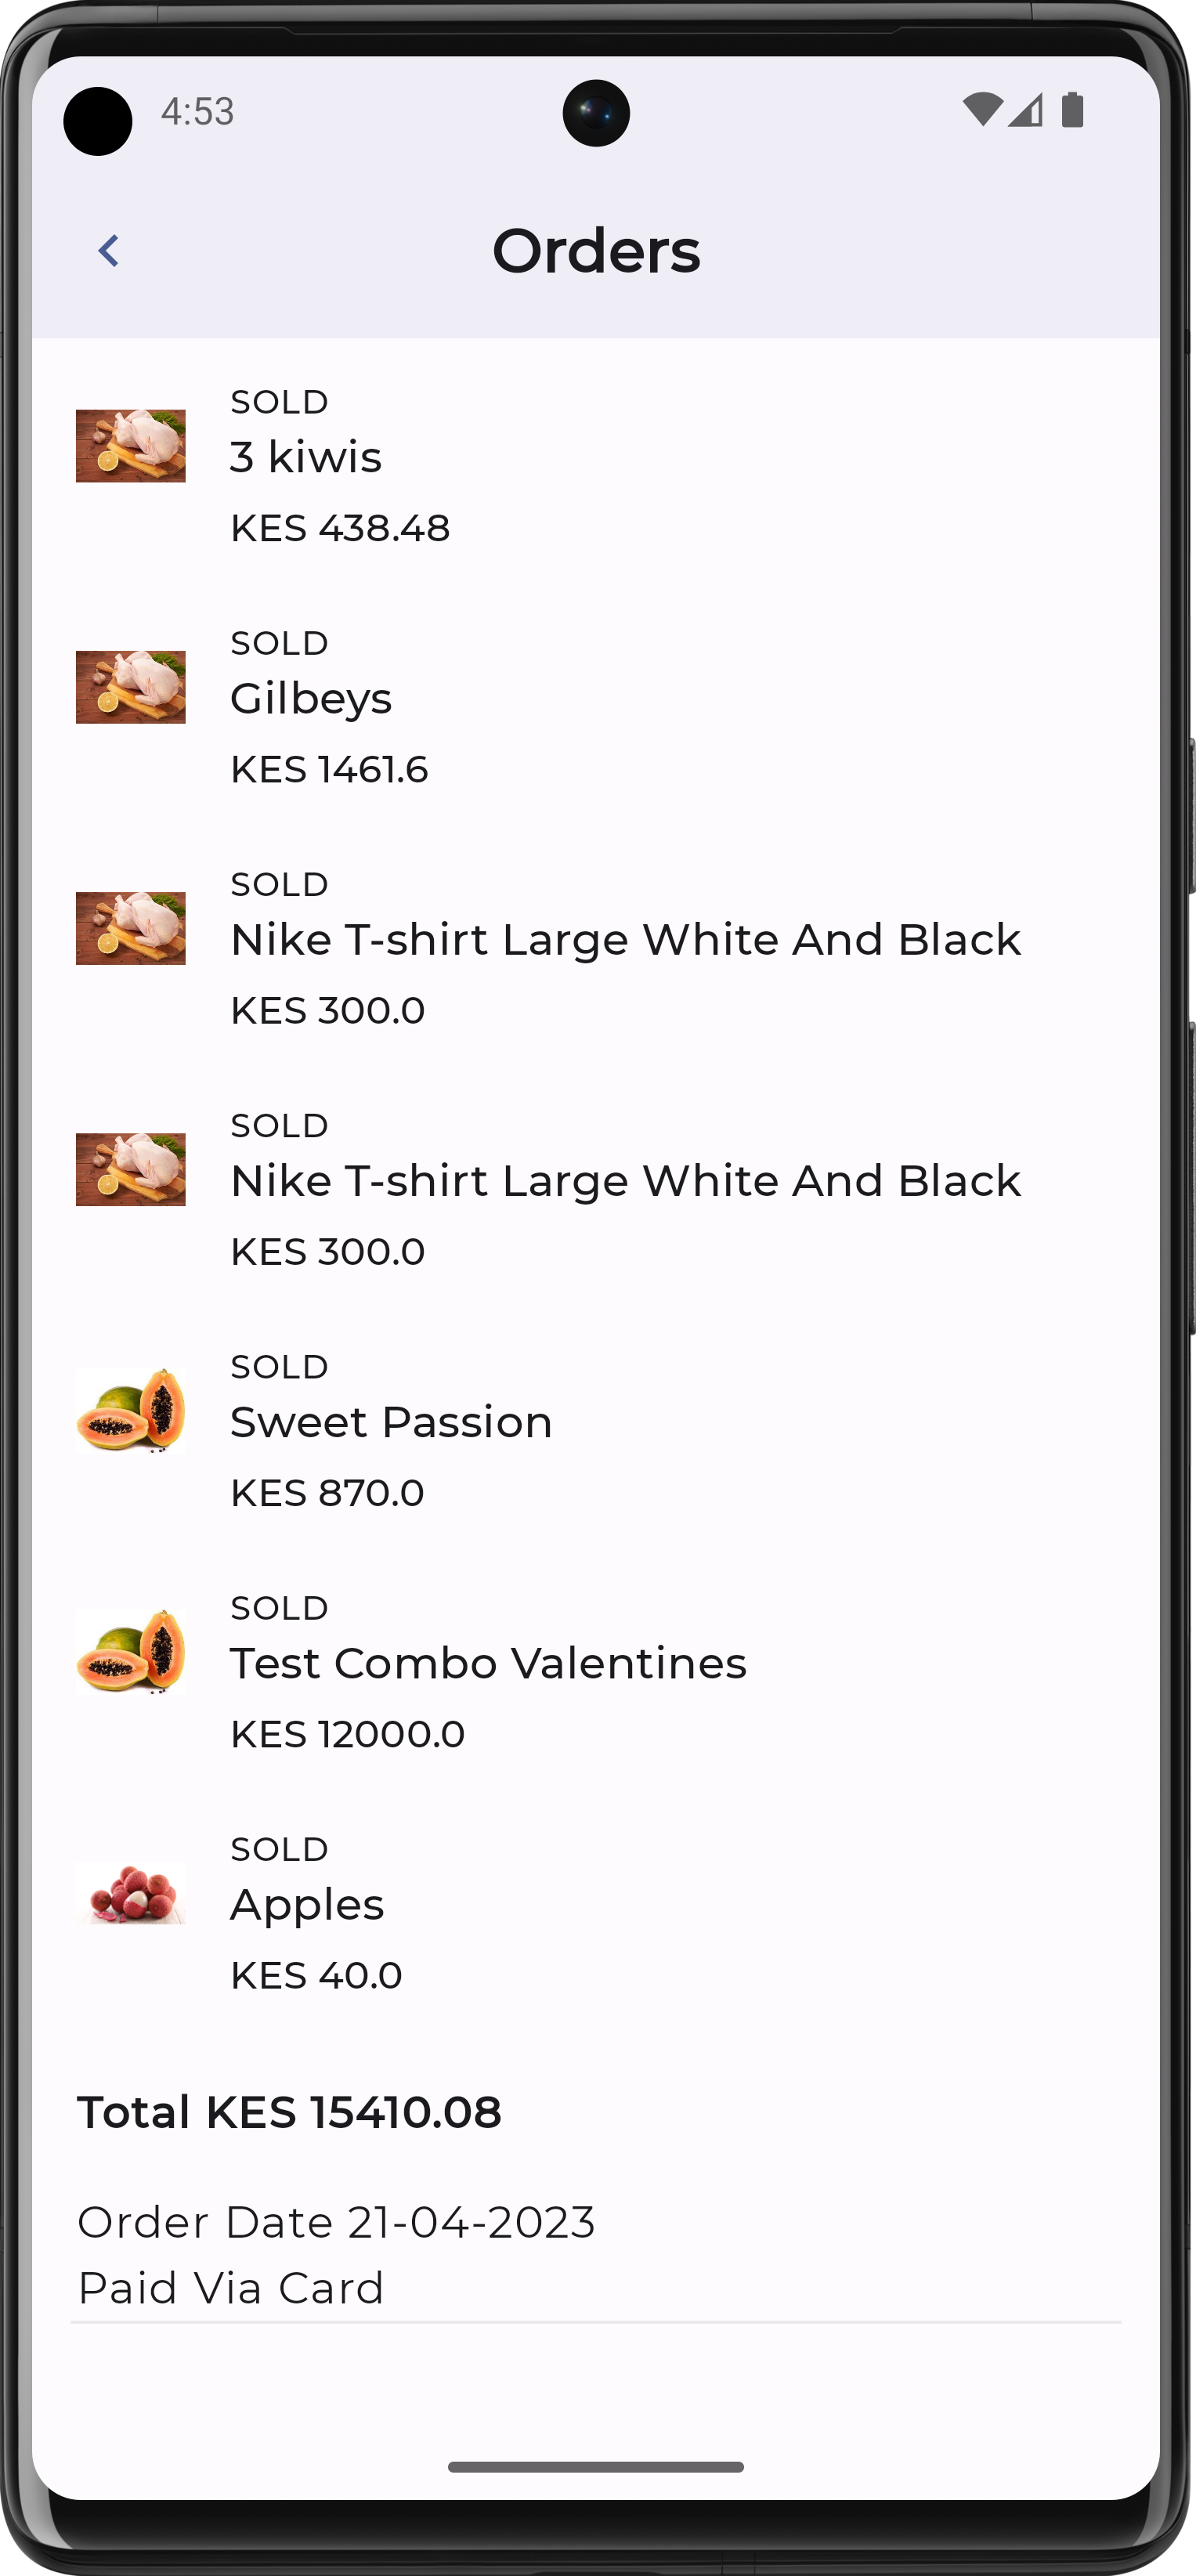 4:53
Orders
SOLD
3 kiwis
KES 438.48
SOLD
Gilbeys
KES 1461.6
SOLD
Nike T-shirt Large White And Black
KES 300.0
SOLD
Nike T-shirt Large White And Black
KES 300.0
SOLD
Sweet Passion
KES 870.0
SOLD
Test Combo Valentines
KES 12000.0
SOLD
Apples
KES 40.0
Total KES 15410.08
Order Date 21-04-2023
Paid Via Card